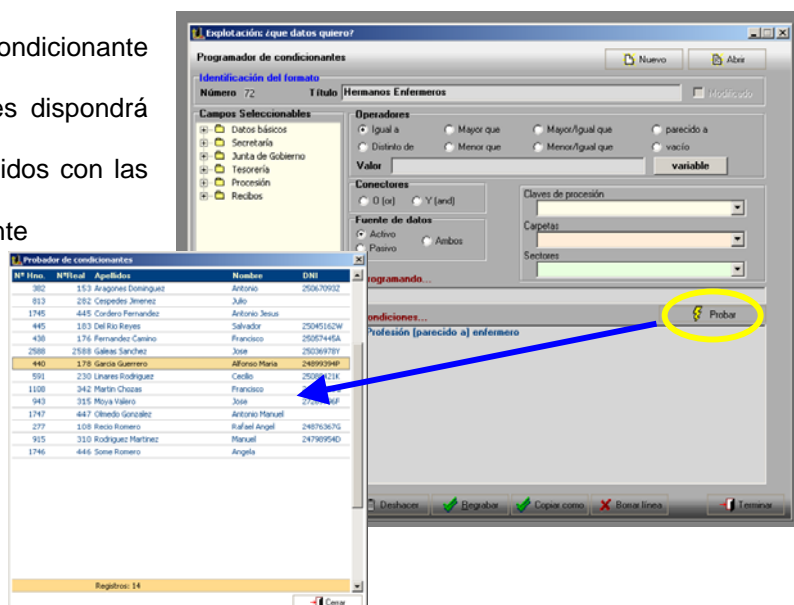 ondicionante
es dispondrá
idos con las
nte
Explotación: ¿que datos quiero?
Programador de condicionantes
Nuevo
Abrir
Identificación del formato
Número 72 Título Hermanos Enfermeros
Modificado
Campos Seleccionables
Datos básicos
Secretaría
Junta de Gobierno
Tesorería
Procesión
Recibos
Operadores
Igual a Mayor que Mayor/Igual que parecido a
Distinto de Menor que Menor/Igual que vacío
Valor variable
Conectores
O (or) Y (and)
Fuente de datos
Activo
Ambos
Pasivo
Claves de procesión
Carpetas
Sectores
rogramando...
ondiciones...
Probar
Profesión [parecido a] enfermero
Deshacer Regrabar Copiar como Borrar línea Terminar
Probador de condicionantes
Nº Hno. NºReal Apellidos Nombre DNI
382 153 Aragones Dominguez Antonio 25067093Z
813 282 Cespedes Jimenez Julio
1745 445 Cordero Fernandez Antonio Jesus
445 183 Del Rio Reyes Salvador 25045162W
438 176 Fernandez Camino Francisco 25057445A
2588 2588 Galeas Sanchez Jose 25036978Y
440 178 Garcia Guerrero Alfonso Maria 24899394P
591 230 Linares Rodriguez Cecilio
1108 342 Martin Chozas Francisco
943 315 Moya Valero Jose
1747 447 Olmedo Gonzalez Antonio Manuel
277 108 Recio Romero Rafael Angel 24876367G
915 310 Rodriguez Martinez Manuel 24798954D
1746 446 Some Romero Angela
Registros: 14
Cerrar